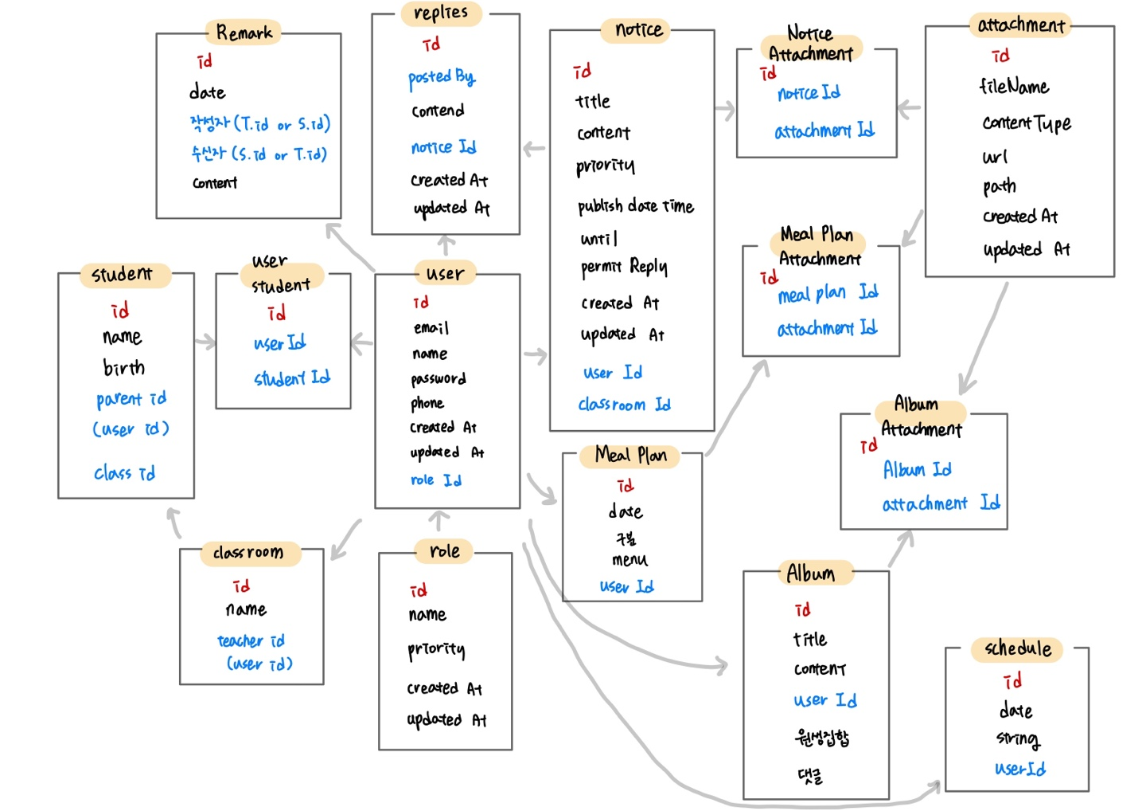 Remark
id
date
작성자 (T.id or S.id)
수신자 (S.id or T.id)
content
replies
id
posted By
contend
notice Id
created At
updated At
notice
id
title
content
priority
publish date time
until
permit Reply
created At
updated At
user Id
classroom Id
Notice
Attachment
id
notice Id
attachment Id
attachment
id
fileName
content Type
url
path
created At
updated At
Meal Plan
Attachment
id
meal plan Id
attachment Id
student
id
name
birth
parent id
(user id)
class id
user
student
id
user Id
student Id
user
id
email
name
password
phone
created At
updated At
role Id
Album
Attachment
id
Album Id
attachment Id
Meal Plan
id
date
구분
menu
user Id
classroom
id
name
teacher id
(user id)
role
id
name
priority
created At
updated At
Album
id
title
content
user Id
원생집합
댓글
schedule
id
date
string
userId